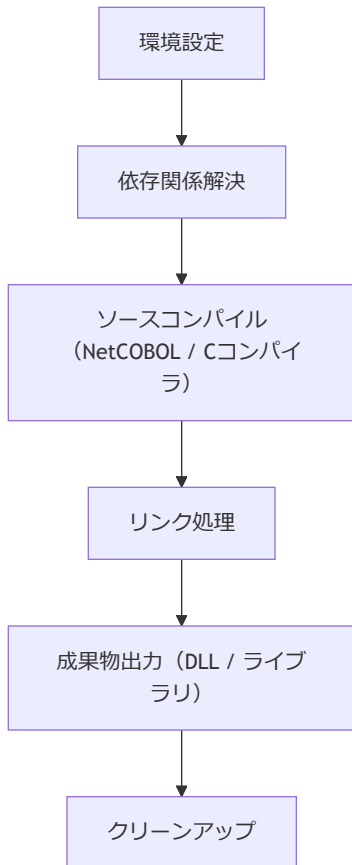 環境設定
依存関係解決
ソースコンパイル
（NetCOBOL / Cコンパイ
ラ）
リンク処理
成果物出力（DLL / ライブ
ラリ）
クリーンアップ